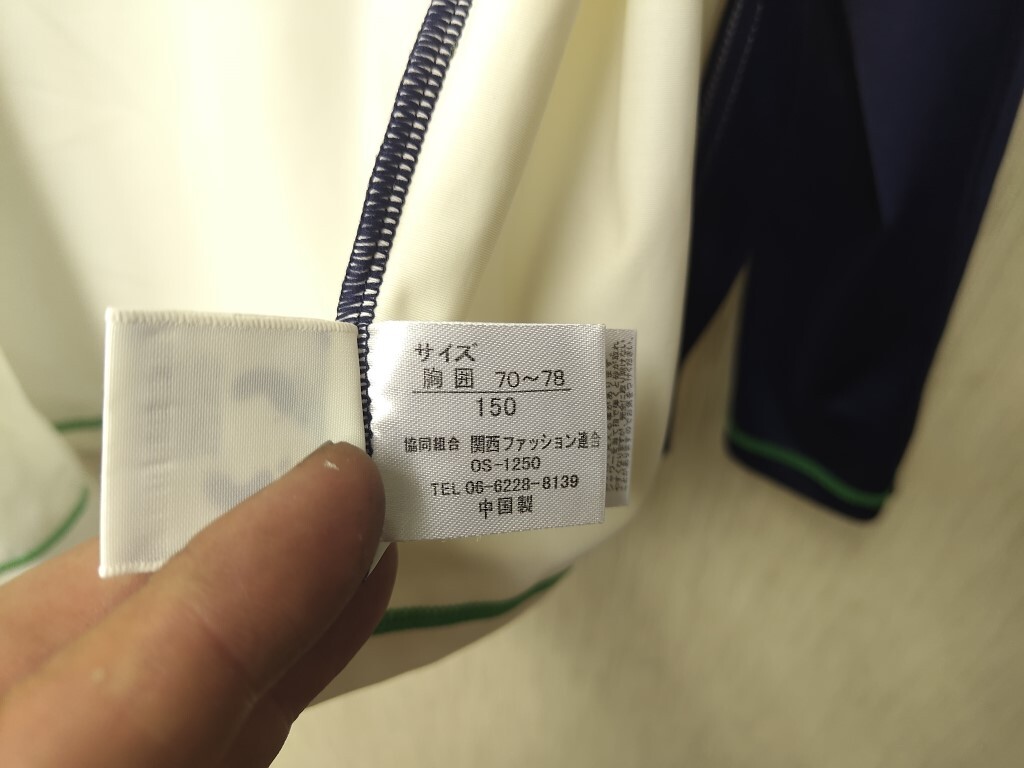 サイズ
胸囲 70〜78
150
協同組合 関西ファッション連合
OS-1250
TEL 06-6228-8139
中国製